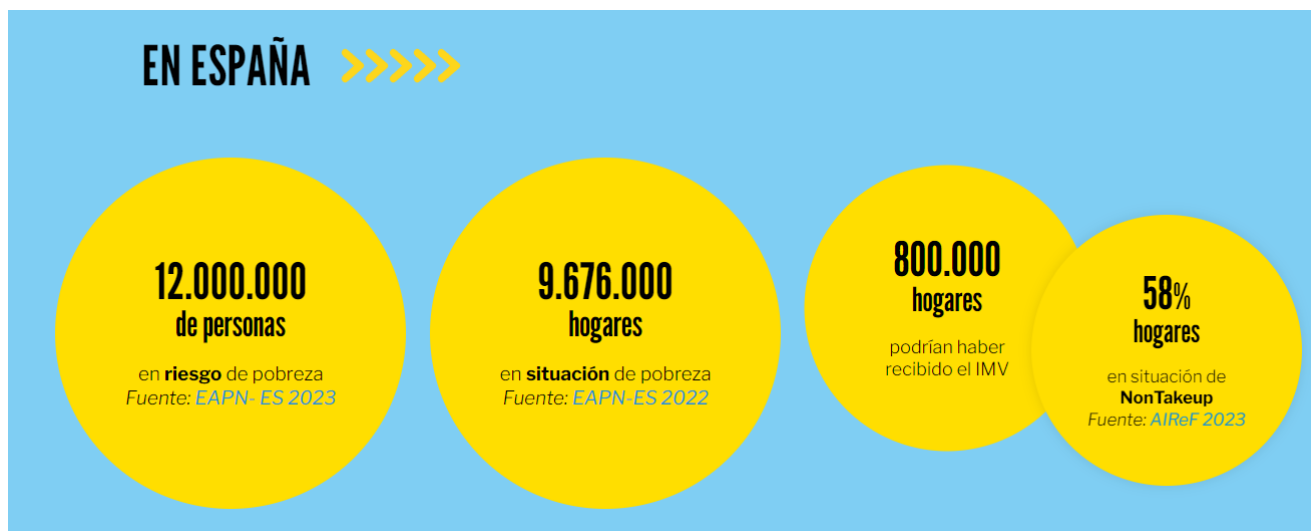 EN ESPAÑA
12.000.000
de personas
en riesgo de pobreza
Fuente: EAPN- ES 2023
9.676.000
hogares
en situación de pobreza
Fuente: EAPN-ES 2022
800.000
hogares
podrían haber
recibido el IMV
58%
hogares
en situación de
NonTakeup
Fuente: AIReF 2023